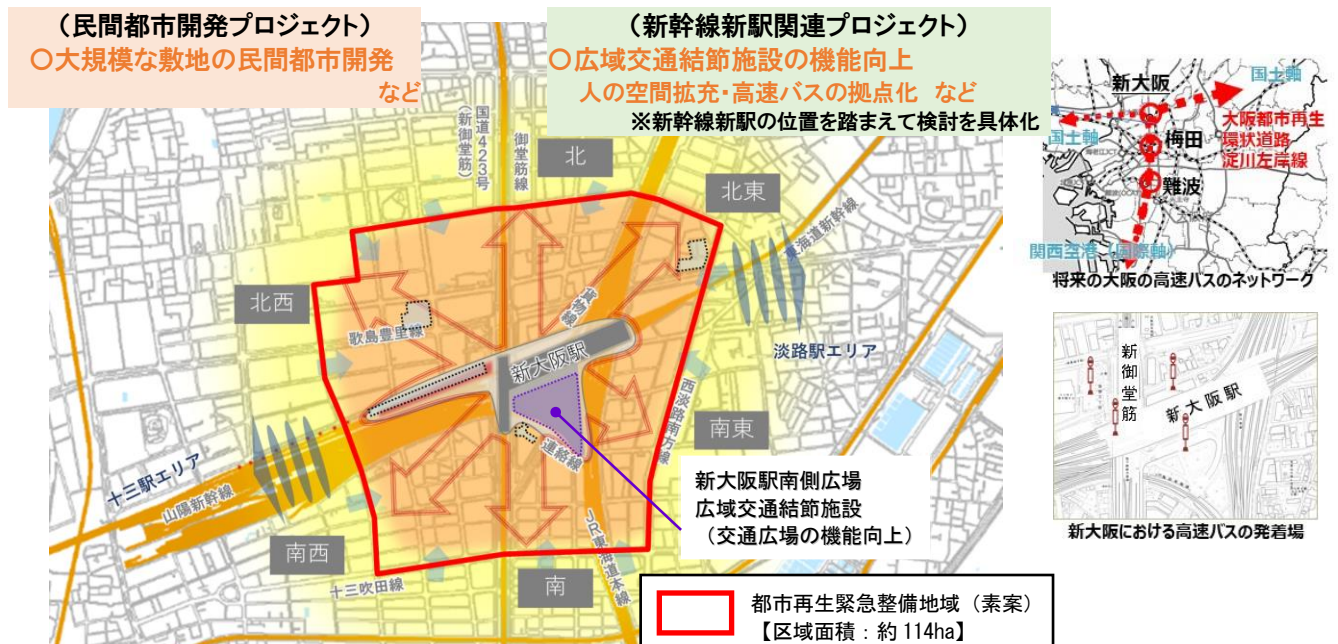 （民間都市開発プロジェクト）
○大規模な敷地の民間都市開発
など
（新幹線新駅関連プロジェクト）
○広域交通結節施設の機能向上
人の空間拡充・高速バスの拠点化 など
※新幹線新駅の位置を踏まえて検討を具体化
国道423号
（新御堂筋）
御堂筋線
北
北東
東海道新幹線
北西
歌島豊里線
貨物線
新大阪駅
淡路駅エリア
西淡路南方線
南東
連絡線
十三駅エリア
山陽新幹線
新大阪駅南側広場
広域交通結節施設
（交通広場の機能向上）
南西
十三吹田線
南
JR東海道本線
都市再生緊急整備地域（素案）
【区域面積：約114ha】
新大阪
国土軸
国土軸
大阪都市再生
環状道路
淀川左岸線
梅田
難波
関西空港（国際軸）
将来の大阪の高速バスのネットワーク
新御堂筋
新大阪駅
新大阪における高速バスの発着場